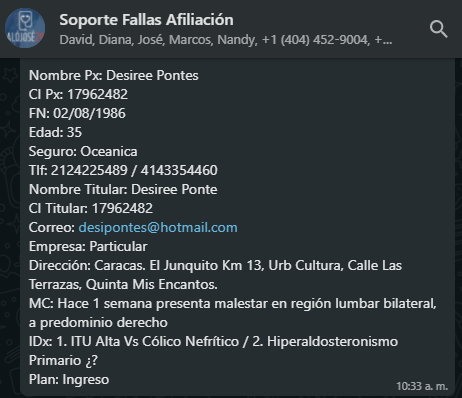 Soporte Fallas Afiliación
David, Diana, José, Marcos, Nandy, +1 (404) 452-9004, +...
Nombre Px: Desiree Pontes
CI Px: 17962482
FN: 02/08/1986
Edad: 35
Seguro: Oceanica
Tlf: 2124225489 / 4143354460
Nombre Titular: Desiree Ponte
CI Titular: 17962482
Correo: desipontes@hotmail.com
Empresa: Particular
Dirección: Caracas. El Junquito Km 13, Urb Cultura, Calle Las
Terrazas, Quinta Mis Encantos.
MC: Hace 1 semana presenta malestar en región lumbar bilateral,
a predominio derecho
IDx: 1. ITU Alta Vs Cólico Nefrítico / 2. Hiperaldosteronismo
Primario ¿?
Plan: Ingreso
10:33 a. m.